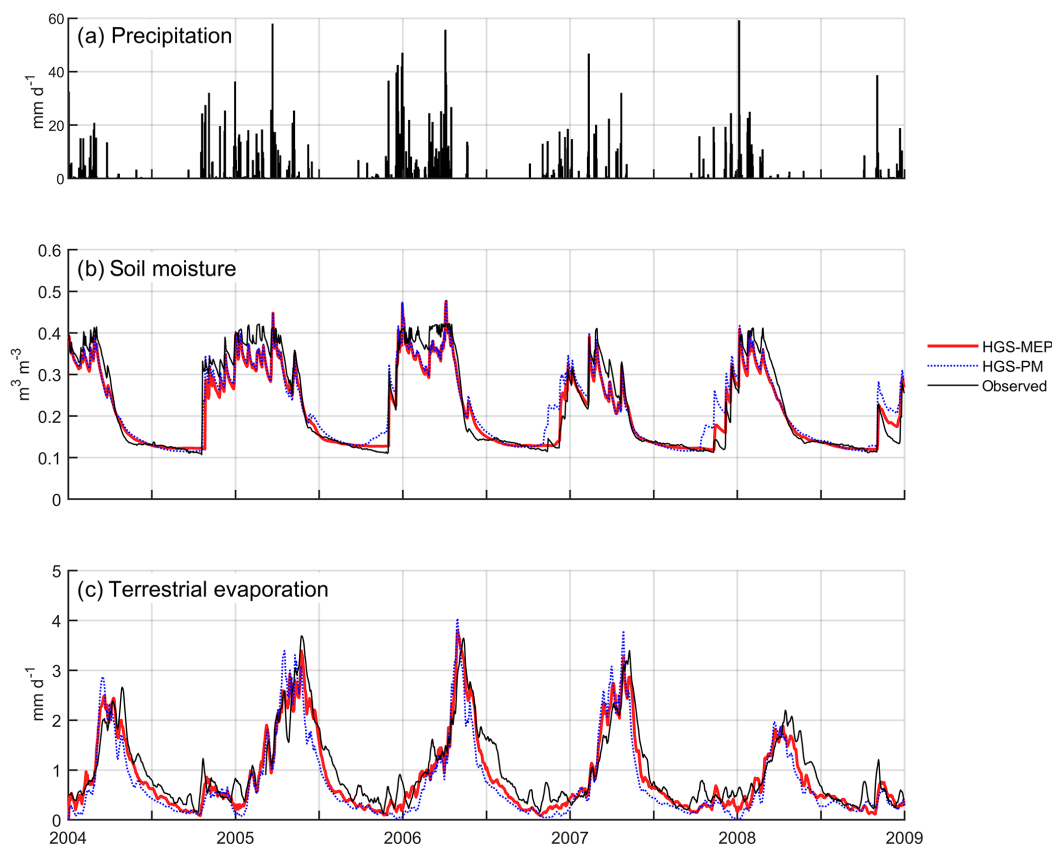 (a) Precipitation
60
40
20
0
mm d⁻¹
(b) Soil moisture
0.6
0.5
0.4
0.3
0.2
0.1
0
m³ m⁻³
HGS-MEP
HGS-PM
Observed
(c) Terrestrial evaporation
5
4
3
2
1
0
mm d⁻¹
2004 2005 2006 2007 2008 2009